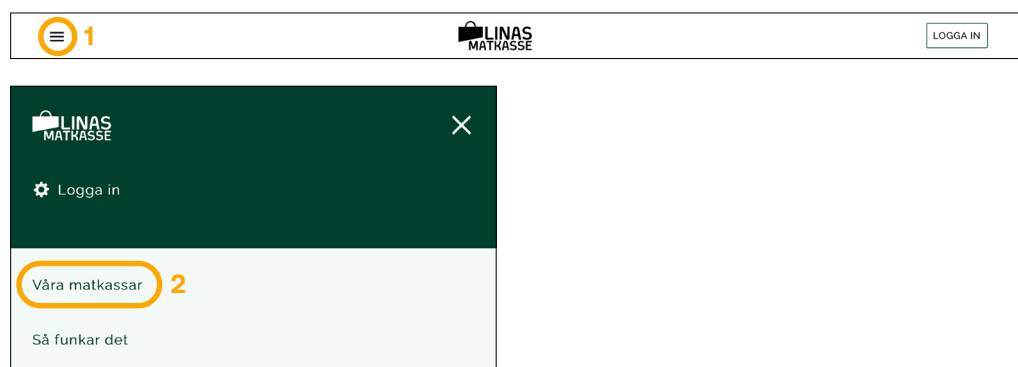 1
LINAS
MATKASSE
LOGGA IN
LINAS
MATKASSE
Logga in
Våra matkassar
2
Så funkar det